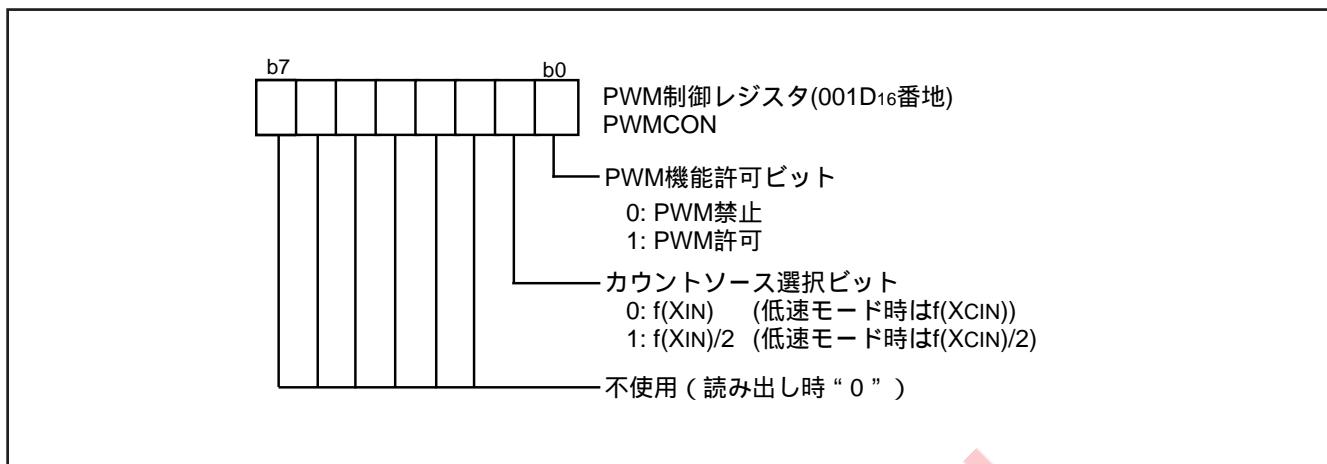 b7 b0
PWM制御レジスタ(001D16番地)
PWMCON
PWM機能許可ビット
0: PWM禁止
1: PWM許可
カウントソース選択ビット
0: f(XIN) (低速モード時はf(XCIN))
1: f(XIN)/2 (低速モード時はf(XCIN)/2)
不使用(読み出し時“0”)